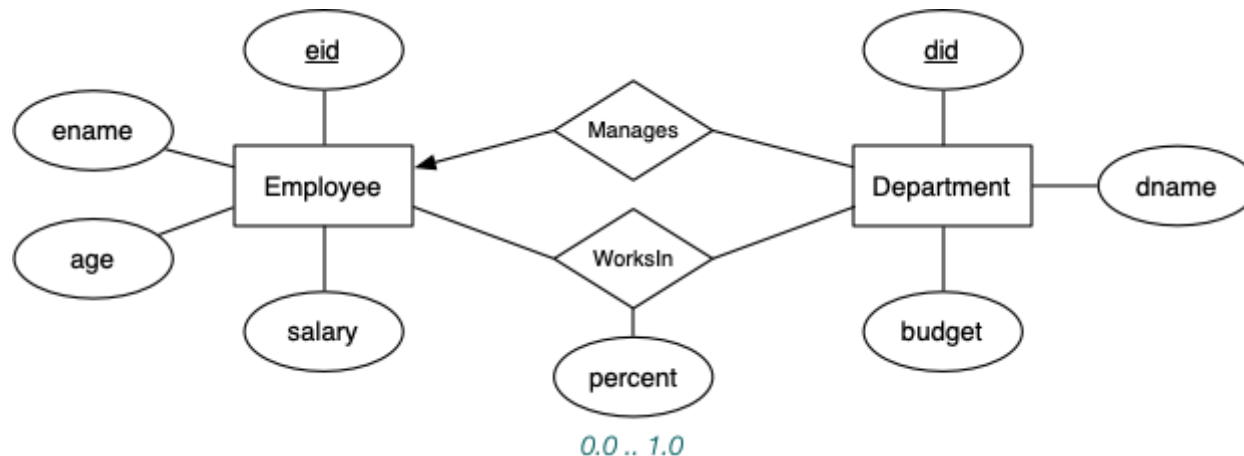 eid
did
ename
Manages
Employee
Department
dname
age
WorksIn
salary
budget
percent
0.0 .. 1.0